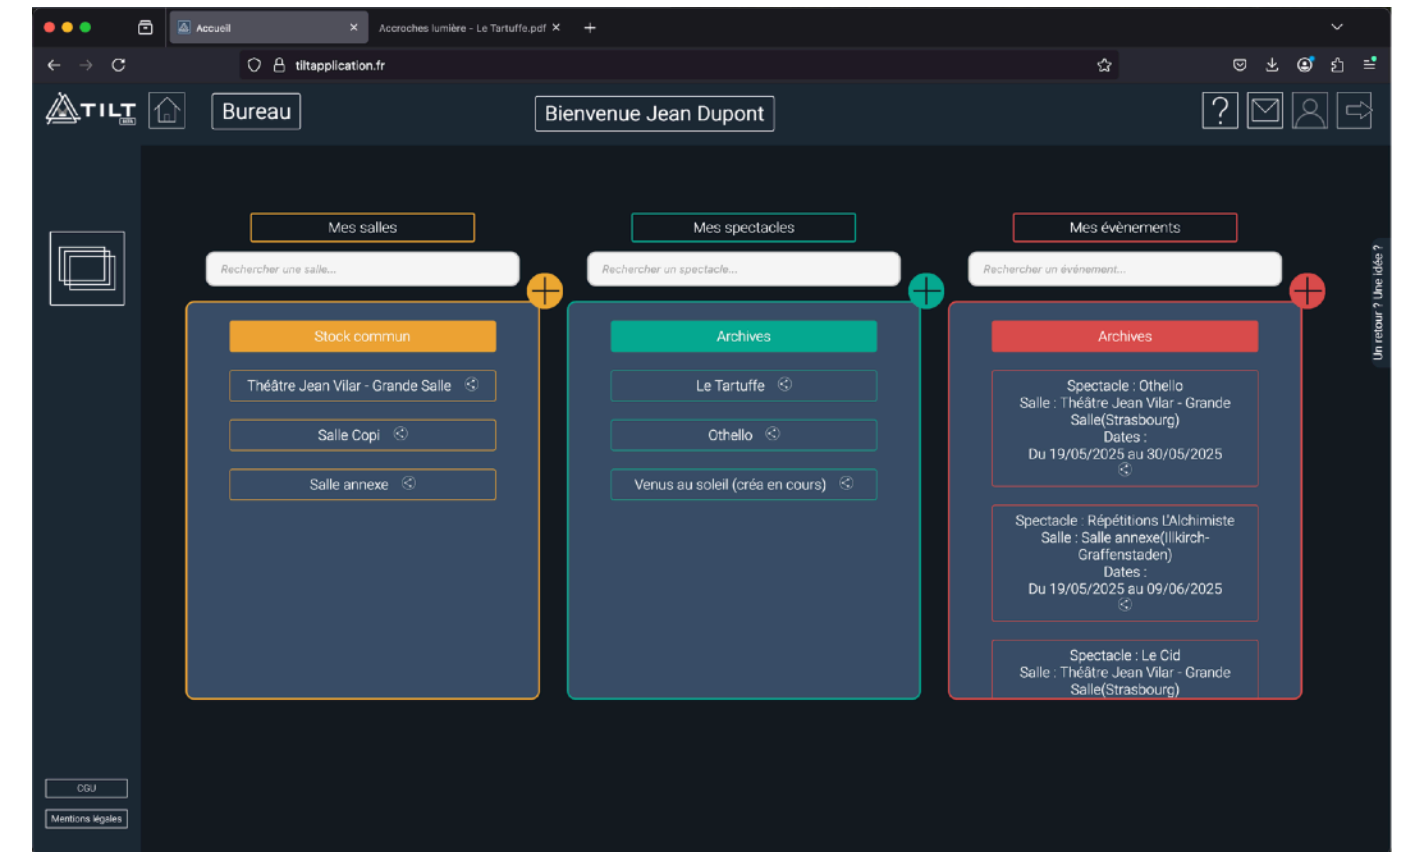 Accueil
Accroches lumière - Le Tartuffe.pdf
tiltapplication.fr
TILT
Bureau
Bienvenue Jean Dupont
?
Mes salles
Mes spectacles
Mes évènements
Rechercher une salle...
Rechercher un spectacle...
Rechercher un évènement...
Stock commun
Théâtre Jean Vilar - Grande Salle
Salle Copi
Salle annexe
Archives
Le Tartuffe
Othello
Venus au soleil (créa en cours)
Archives
Spectacle : Othello
Salle : Théâtre Jean Vilar - Grande
Salle(Strasbourg)
Dates :
Du 19/05/2025 au 30/05/2025
Spectacle : Répétitions L'Alchimiste
Salle : Salle annexe(Illkirch-
Graffenstaden)
Dates :
Du 19/05/2025 au 09/06/2025
Spectacle : Le Cid
Salle : Théâtre Jean Vilar - Grande
Salle(Strasbourg)
Un retour ? Une idée ?
CGU
Mentions légales